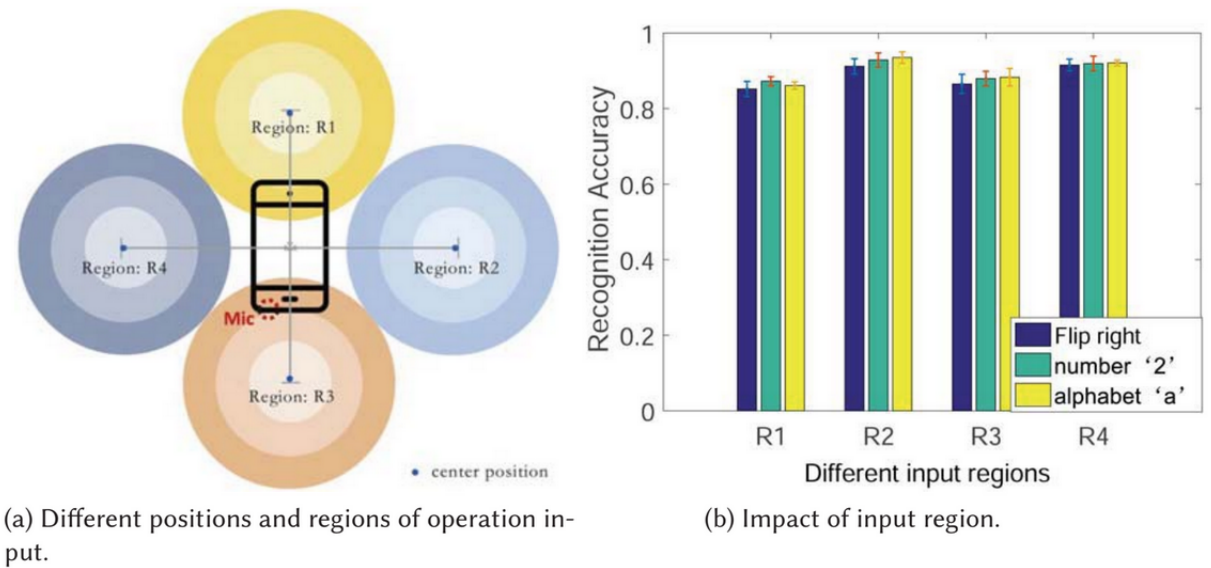 Region: R1
Region: R4
Region: R2
Mic
Region: R3
center position
(a) Different positions and regions of operation in-
put.
1
0.8
0.6
0.4
0.2
0
Recognition Accuracy
Flip right
number ‘2’
alphabet ‘a’
R1 R2 R3 R4
Different input regions
(b) Impact of input region.